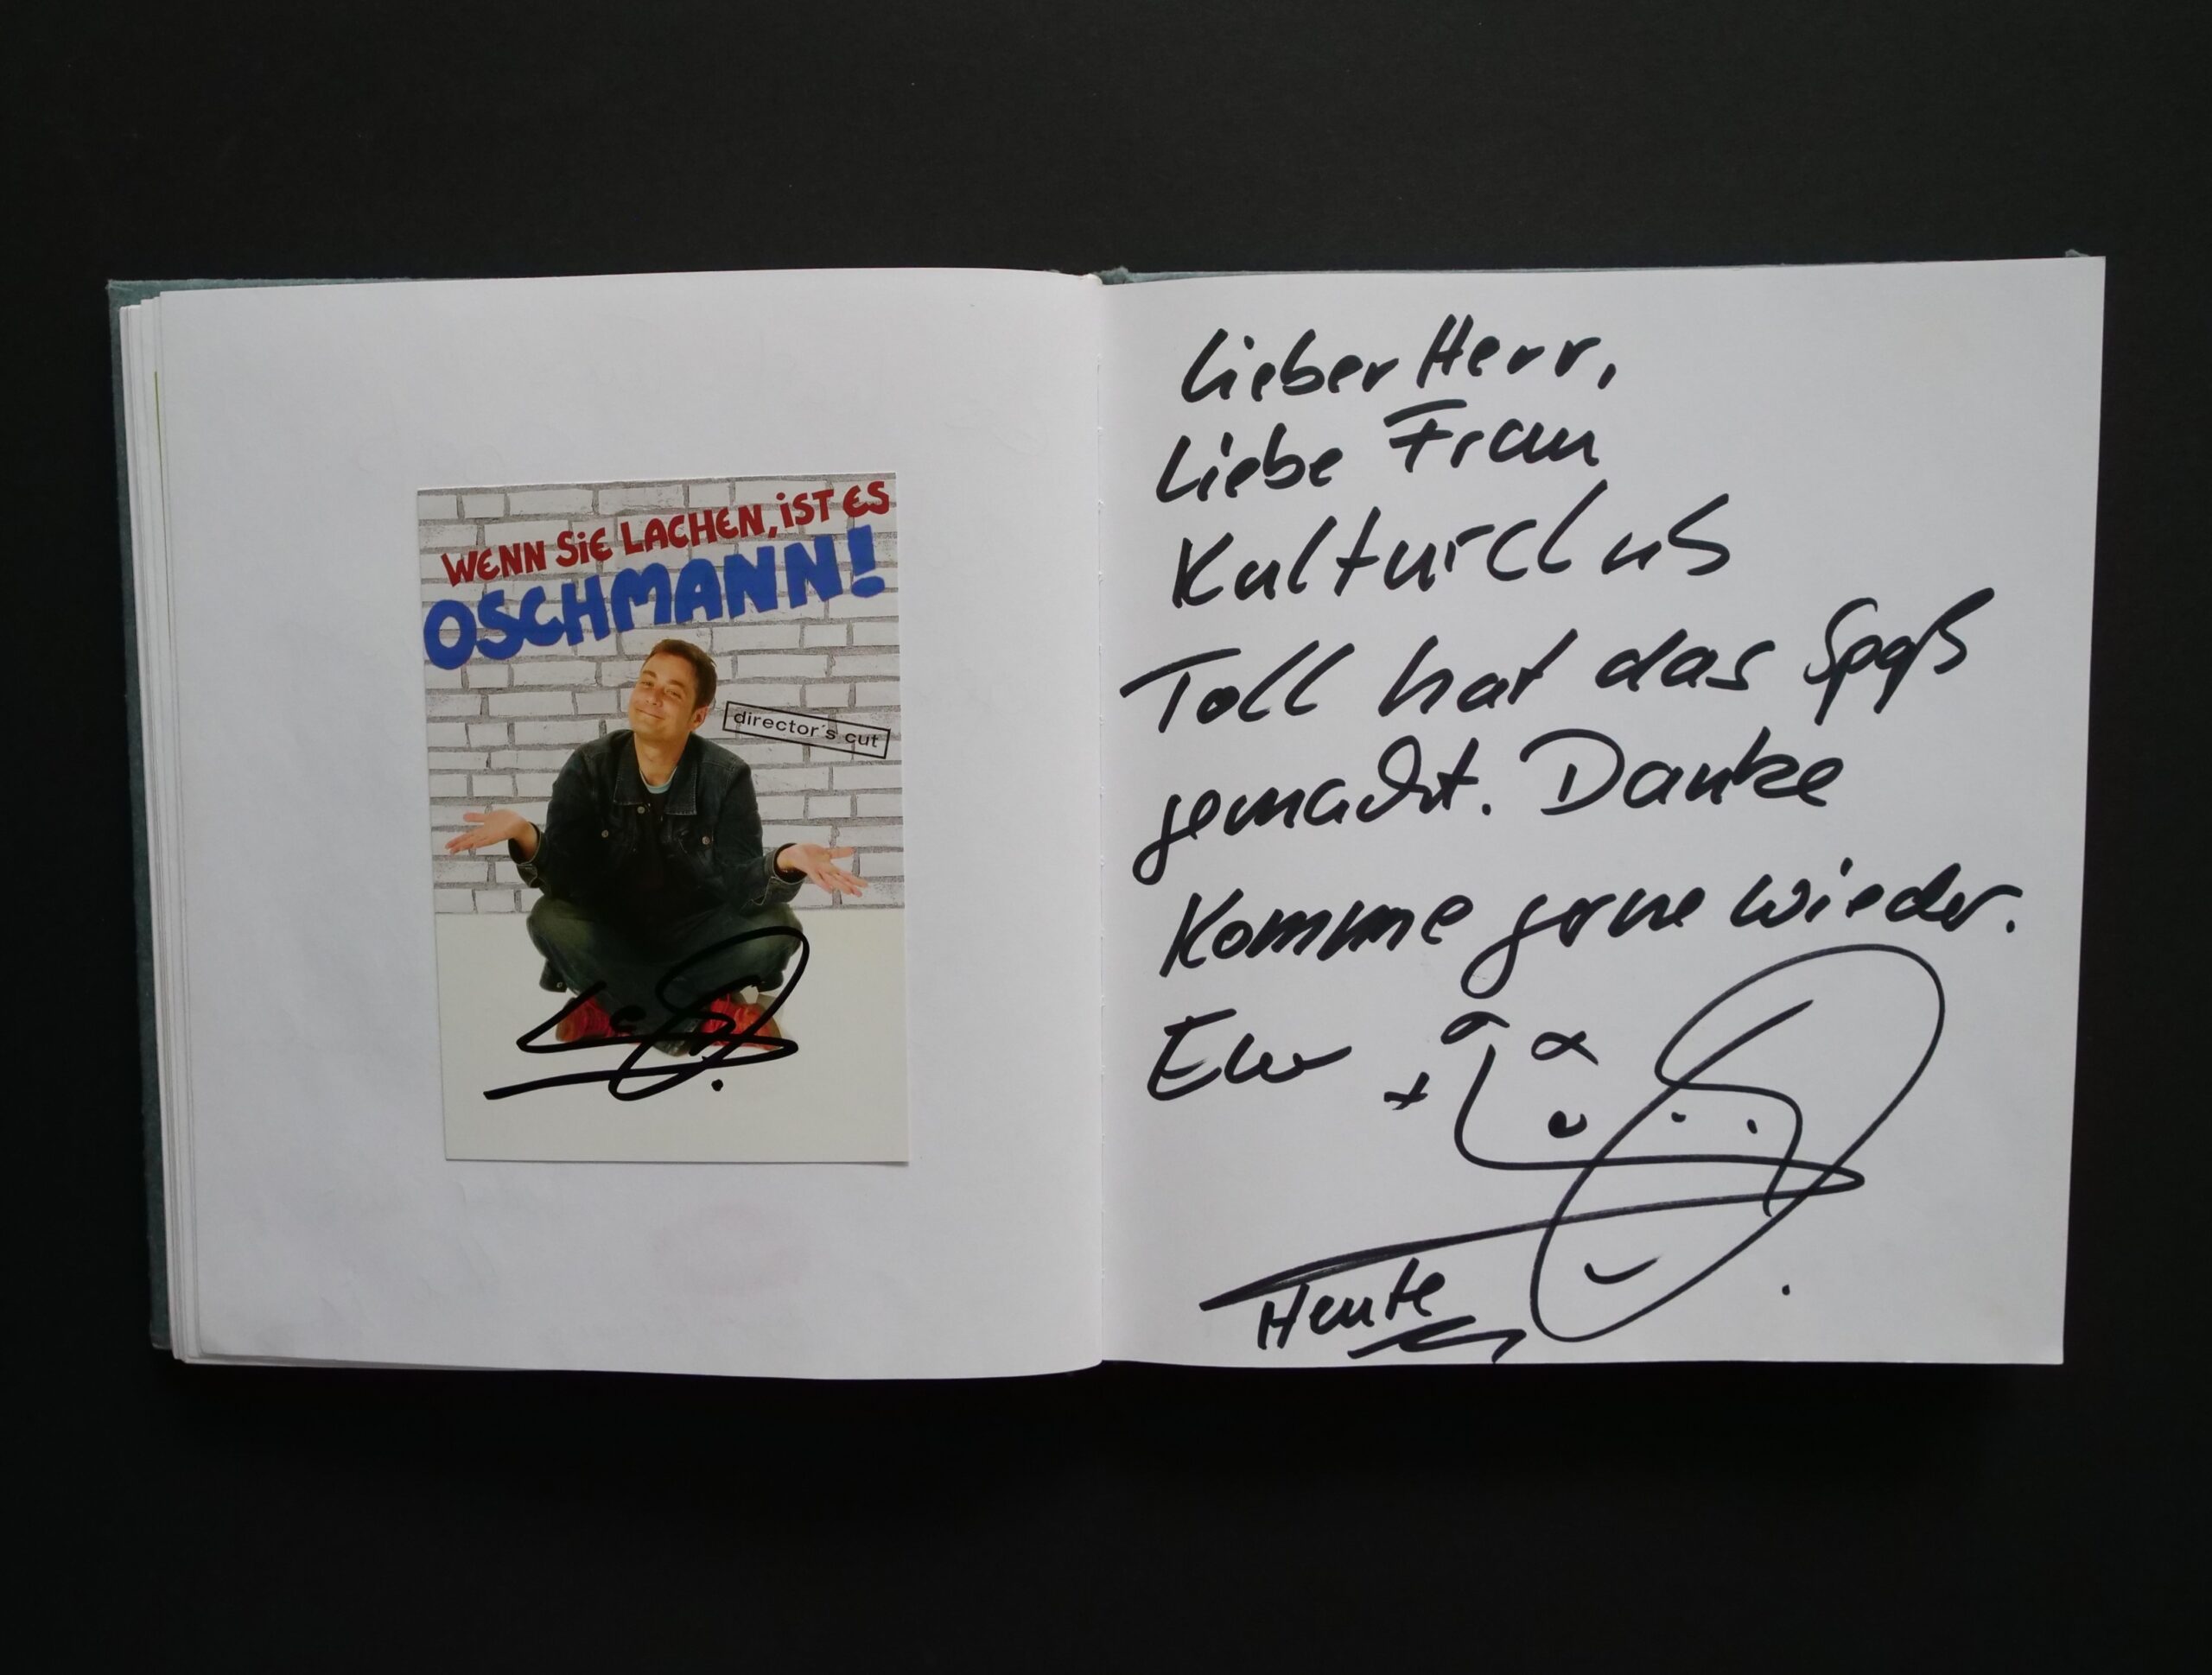 WENN SiE LACHEN, iST ES
OSCHMANN!
director´s cut
Lieber Herr,
Liebe Frau
Kulturclub
Toll hat das Spaß
gemacht. Danke
Komme gerne wieder.
Euer
Heute